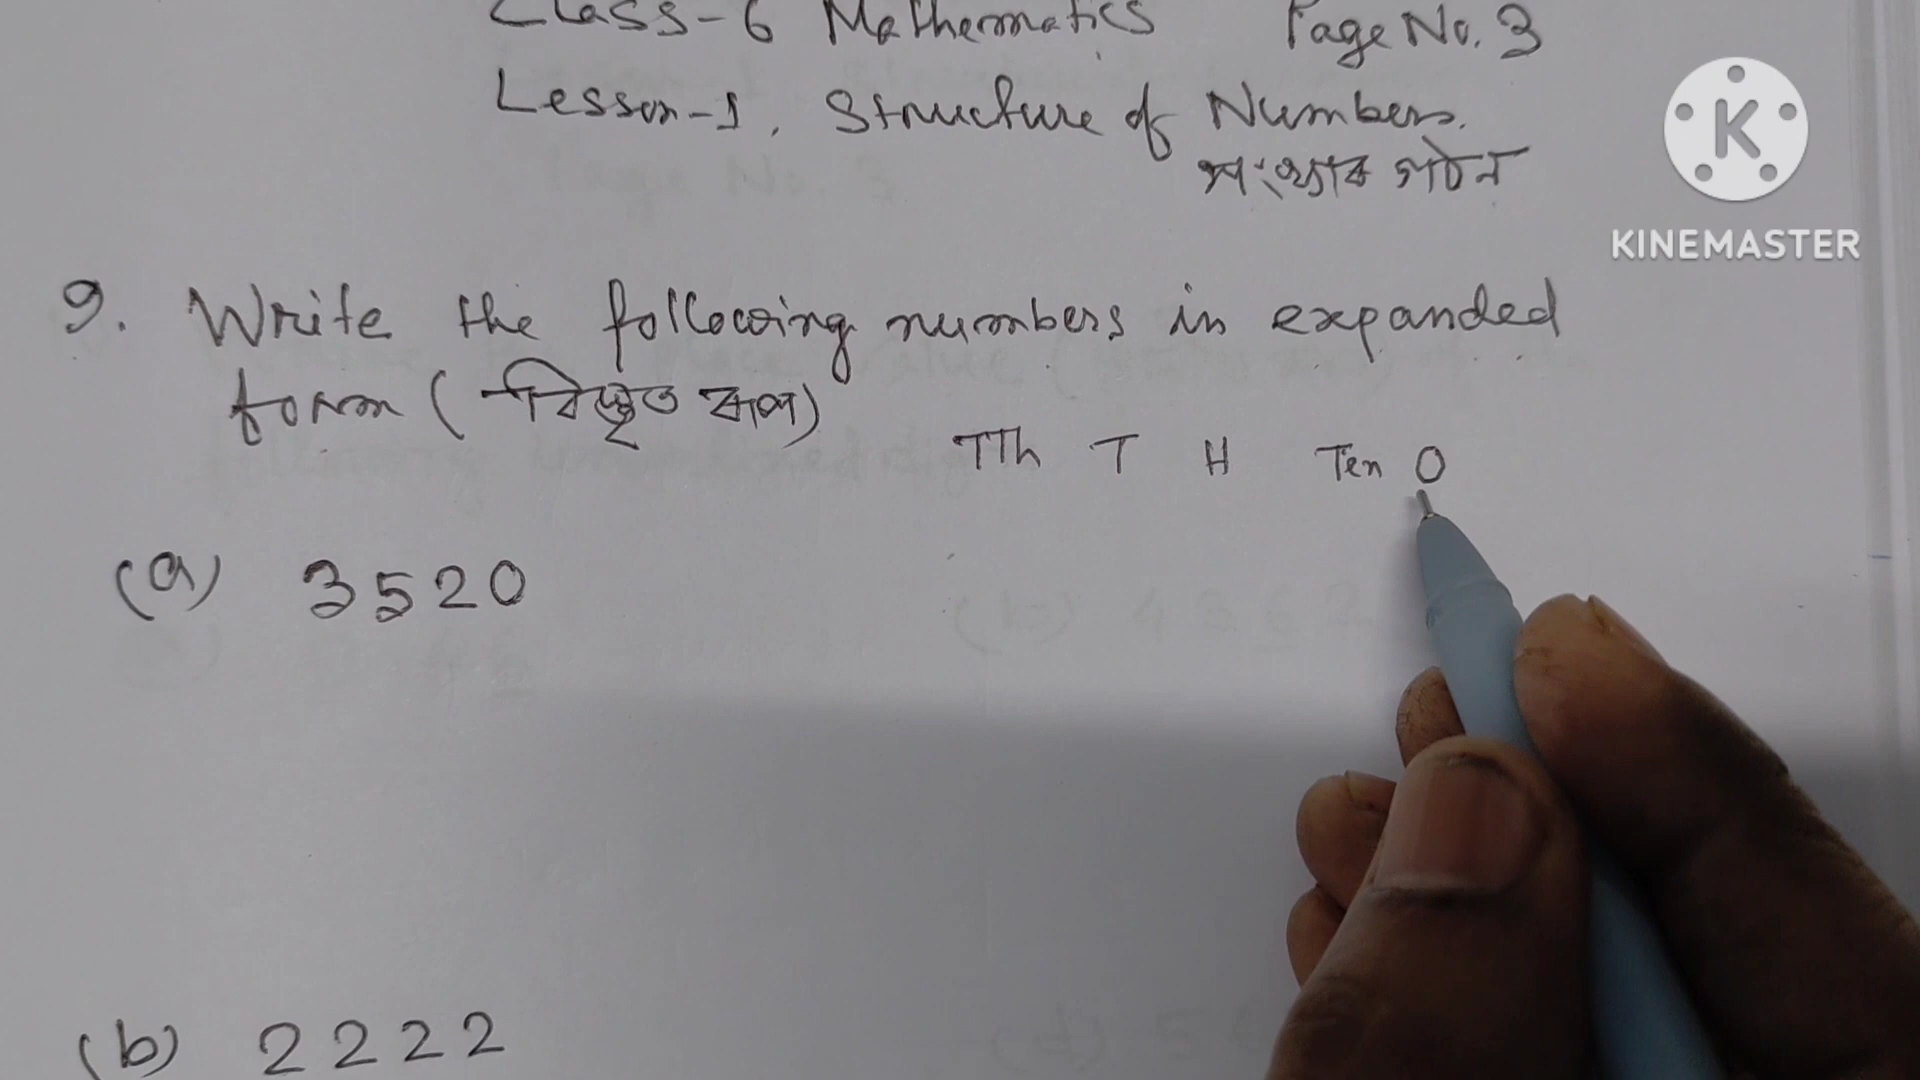 Class-6 Mathematics Page No. 3
Lesson-1, Structure of Numbers.
সংখ্যাৰ গঠন
9. Write the following numbers in expanded
form (বিস্তৃত ৰূপ)
TTh T H Ten O
(a) 3520
(b) 2222
K
KINEMASTER